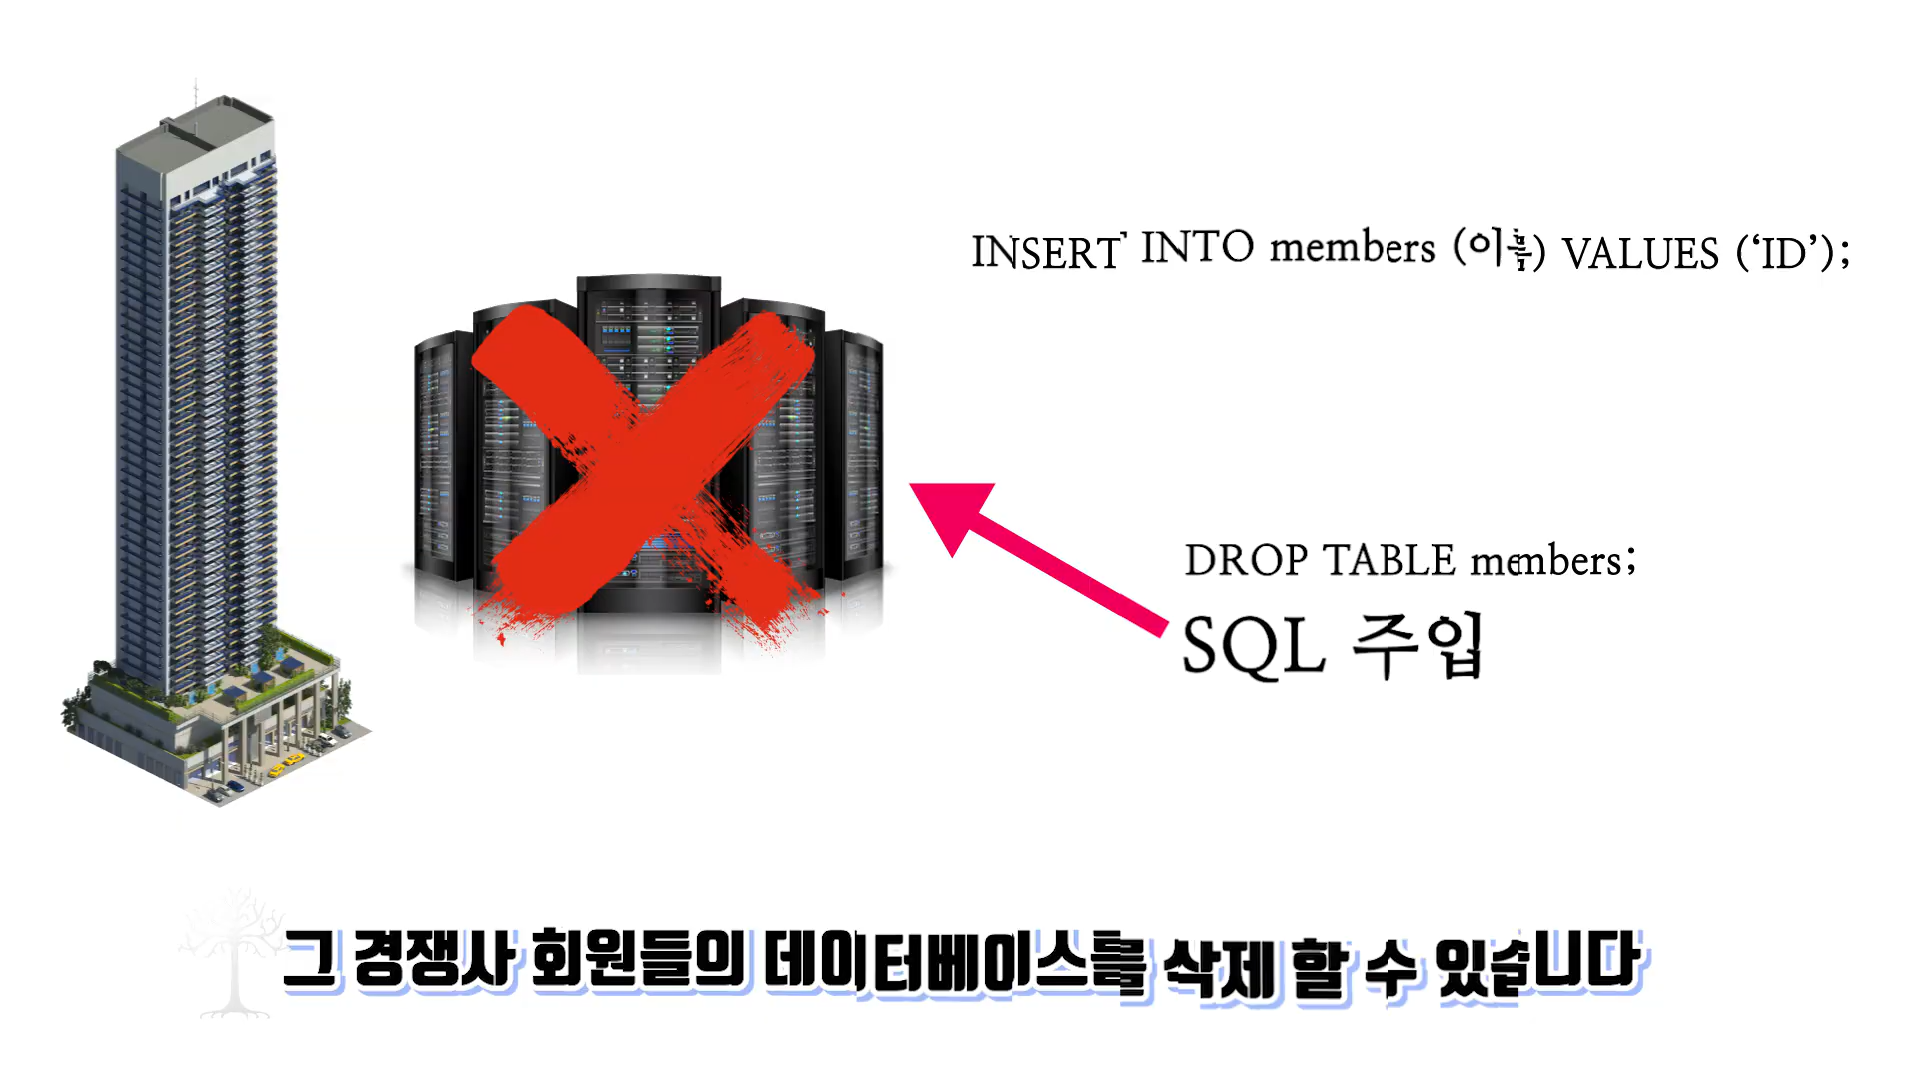 INSERT INTO members (이름) VALUES (‘ID’);
DROP TABLE members;
SQL 주입
그 경쟁사 회원들의 데이터베이스를 삭제 할 수 있습니다